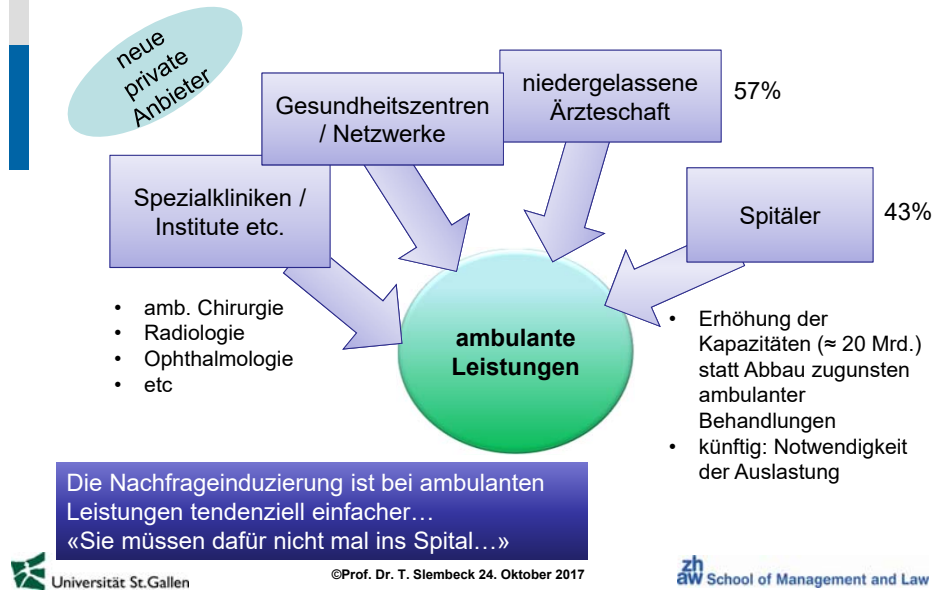 neue
private
Anbieter
Gesundheitszentren
/ Netzwerke
niedergelassene
Ärzteschaft
57%
Spezialkliniken /
Institute etc.
Spitäler
43%
• amb. Chirurgie
• Radiologie
• Ophthalmologie
• etc
ambulante
Leistungen
• Erhöhung der
Kapazitäten (≈ 20 Mrd.)
statt Abbau zugunsten
ambulanter
Behandlungen
• künftig: Notwendigkeit
der Auslastung
Die Nachfrageinduzierung ist bei ambulanten
Leistungen tendenziell einfacher…
«Sie müssen dafür nicht mal ins Spital…»
Universität St.Gallen
©Prof. Dr. T. Slembeck 24. Oktober 2017
zh
aw School of Management and Law